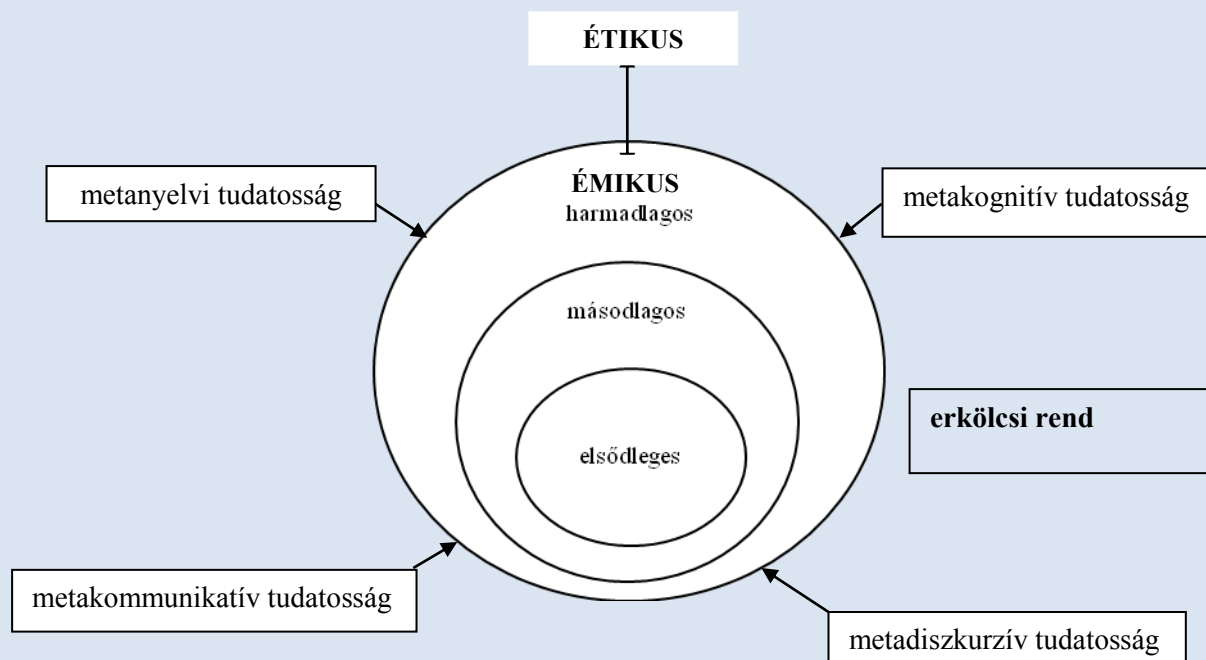 ÉTIKUS
metanyelvi tudatosság
ÉMIKUS
harmadlagos
metakognitív tudatosság
másodlagos
erkölcsi rend
elsődleges
metakommunikatív tudatosság
metadiszkurzív tudatosság